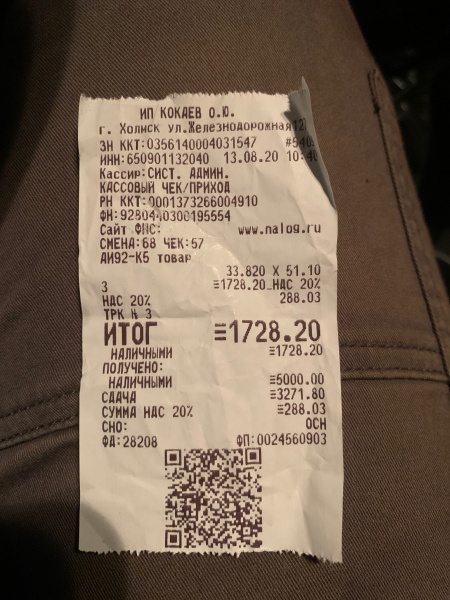 ИП КОКАЕВ О.Ю.
г. Холмск ул.Железнодорожная
ЗН ККТ:0356140004031547
ИНН:650901132040 13.08.20
Кассир:СИСТ. АДМИН.
КАССОВЫЙ ЧЕК/ПРИХОД
РН ККТ:0001373266004910
ФН:9280440300195554
Сайт ФНС: www.nalog.ru
СМЕНА:68 ЧЕК:57
АИ92-К5 товар
33.820 X 51.10
3 ≡1728.20_НАС 20%
НАС 20% 288.03
ТРК N 3
ИТОГ ≡1728.20
НАЛИЧНЫМИ ≡1728.20
ПОЛУЧЕНО:
НАЛИЧНЫМИ ≡5000.00
СДАЧА ≡3271.80
СУММА НАС 20% ≡288.03
СНО: ОСН
ФД:28208 ФП:0024560903